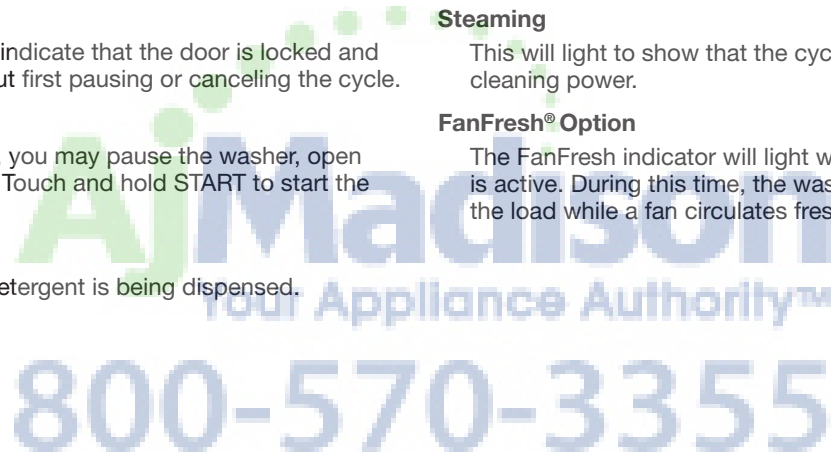 indicate that the door is locked and
ut first pausing or canceling the cycle.
, you may pause the washer, open
Touch and hold START to start the
etergent is being dispensed.
Steaming
This will light to show that the cyc
cleaning power.
FanFresh® Option
The FanFresh indicator will light w
is active. During this time, the was
the load while a fan circulates fres
AjMadison
Your Appliance Authority™
800-570-3355